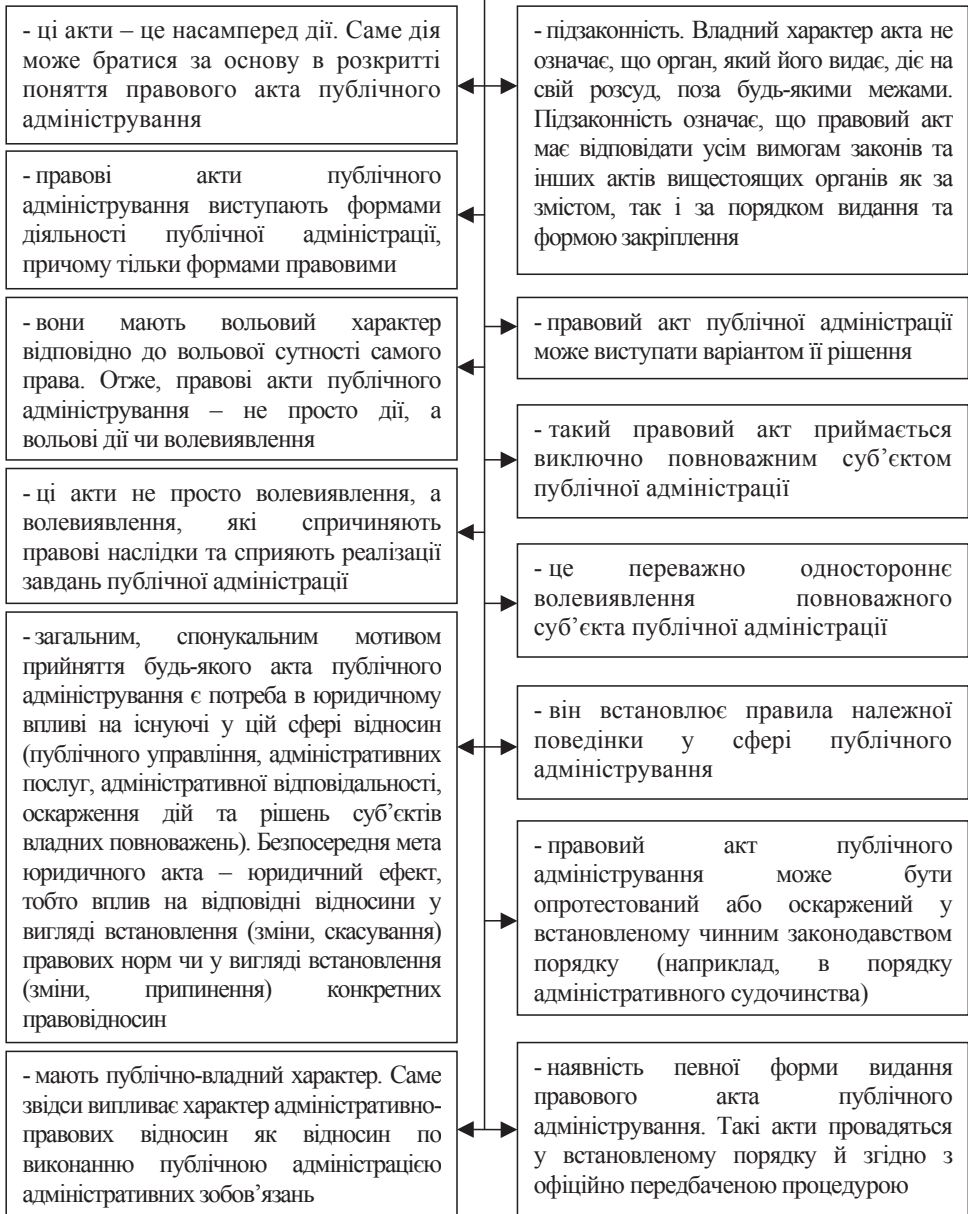 - ці акти – це насамперед дії. Саме дія
може братися за основу в розкритті
поняття правового акта публічного
адміністрування
- правові акти публічного
адміністрування виступають формами
діяльності публічної адміністрації,
причому тільки формами правовими
- вони мають вольовий характер
відповідно до вольової сутності самого
права. Отже, правові акти публічного
адміністрування – не просто дії, а
вольові дії чи волевиявлення
- ці акти не просто волевиявлення, а
волевиявлення, які спричиняють
правові наслідки та сприяють реалізації
завдань публічної адміністрації
- загальним, спонукальним мотивом
прийняття будь-якого акта публічного
адміністрування є потреба в юридичному
впливі на існуючі у цій сфері відносин
(публічного управління, адміністративних
послуг, адміністративної відповідальності,
оскарження дій та рішень суб’єктів
владних повноважень). Безпосередня мета
юридичного акта – юридичний ефект,
тобто вплив на відповідні відносини у
вигляді встановлення (зміни, скасування)
правових норм чи у вигляді встановлення
(зміни, припинення) конкретних
правовідносин
- мають публічно-владний характер. Саме
звідси випливає характер адміністративно-
правових відносин як відносин по
виконанню публічною адміністрацією
адміністративних зобов’язань
- підзаконність. Владний характер акта не
означає, що орган, який його видає, діє на
свій розсуд, поза будь-якими межами.
Підзаконність означає, що правовий акт
має відповідати усім вимогам законів та
інших актів вищестоящих органів як за
змістом, так і за порядком видання та
формою закріплення
- правовий акт публічної адміністрації
може виступати варіантом її рішення
- такий правовий акт приймається
виключно повноважним суб’єктом
публічної адміністрації
- це переважно одностороннє
волевиявлення повноважного
суб’єкта публічної адміністрації
- він встановлює правила належної
поведінки у сфері публічного
адміністрування
- правовий акт публічного
адміністрування може бути
опротестований або оскаржений у
встановленому чинним законодавством
порядку (наприклад, в порядку
адміністративного судочинства)
- наявність певної форми видання
правового акта публічного
адміністрування. Такі акти провадяться
у встановленому порядку й згідно з
офіційно передбаченою процедурою